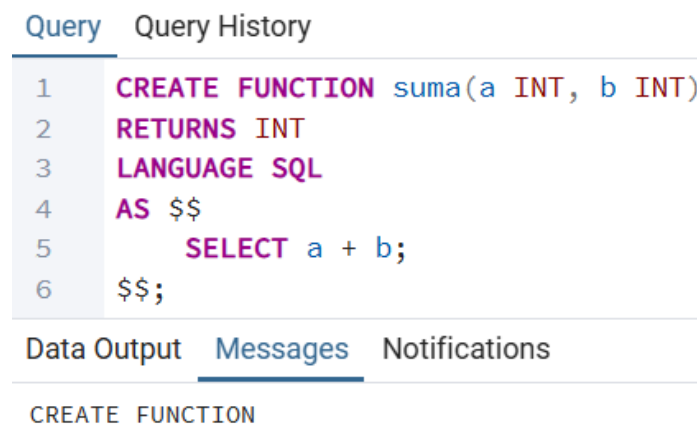 Query Query History
1 CREATE FUNCTION suma(a INT, b INT)
2 RETURNS INT
3 LANGUAGE SQL
4 AS $$
5 SELECT a + b;
6 $$;
Data Output Messages Notifications
CREATE FUNCTION